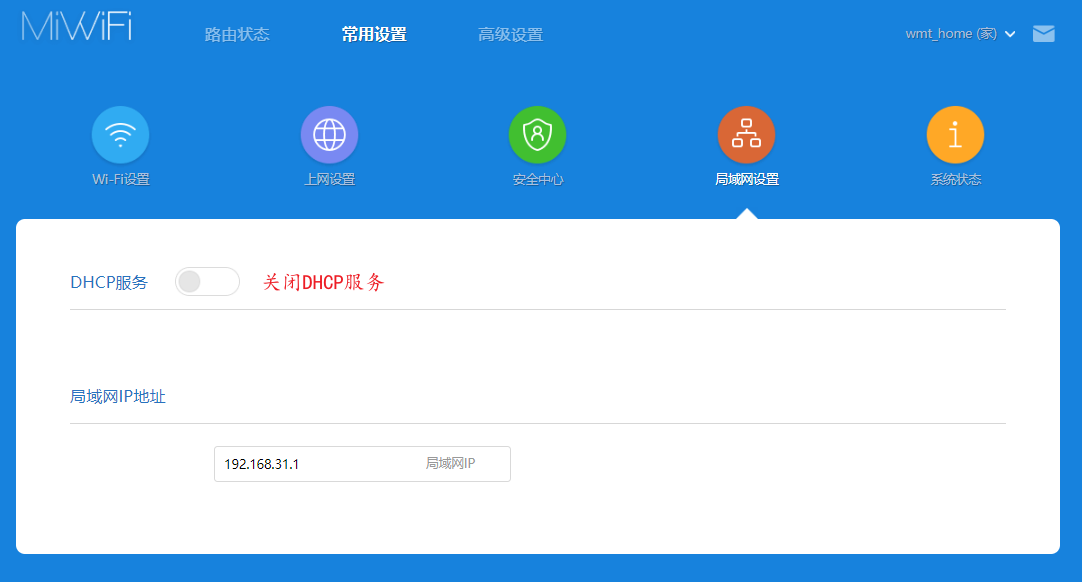 MiWiFi 路由状态 常用设置 高级设置 wmt_home (家)
Wi-Fi设置 上网设置 安全中心 局域网设置 系统状态
DHCP服务 关闭DHCP服务
局域网IP地址
192.168.31.1 局域网IP